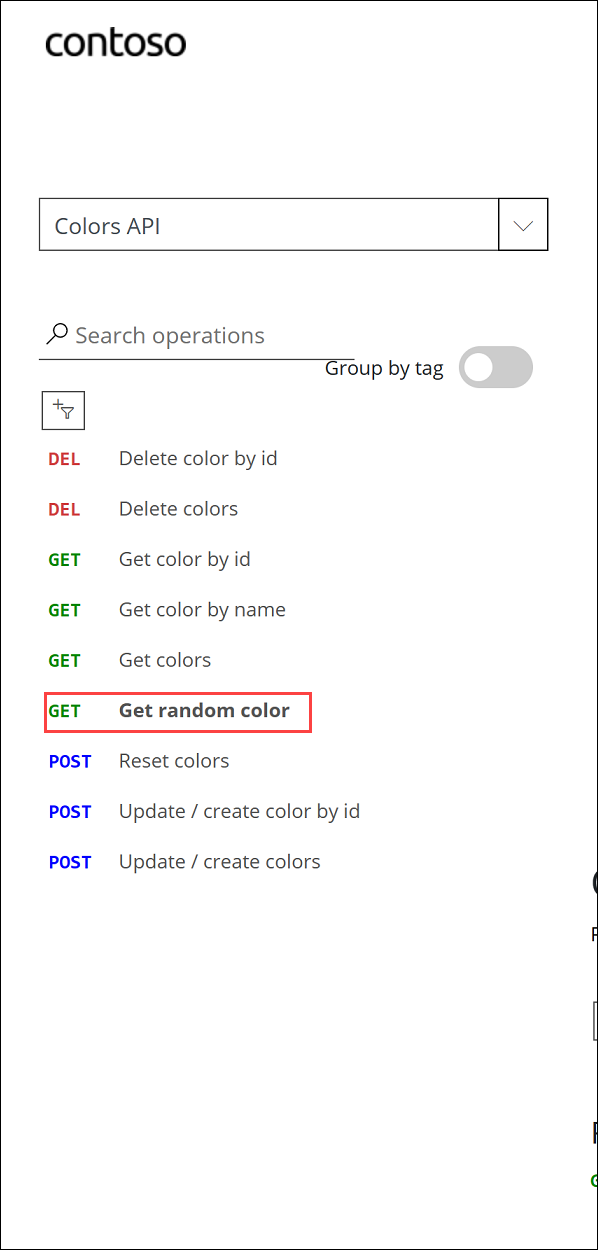 contoso
Colors API
Search operations
Group by tag
DEL Delete color by id
DEL Delete colors
GET Get color by id
GET Get color by name
GET Get colors
GET Get random color
POST Reset colors
POST Update / create color by id
POST Update / create colors